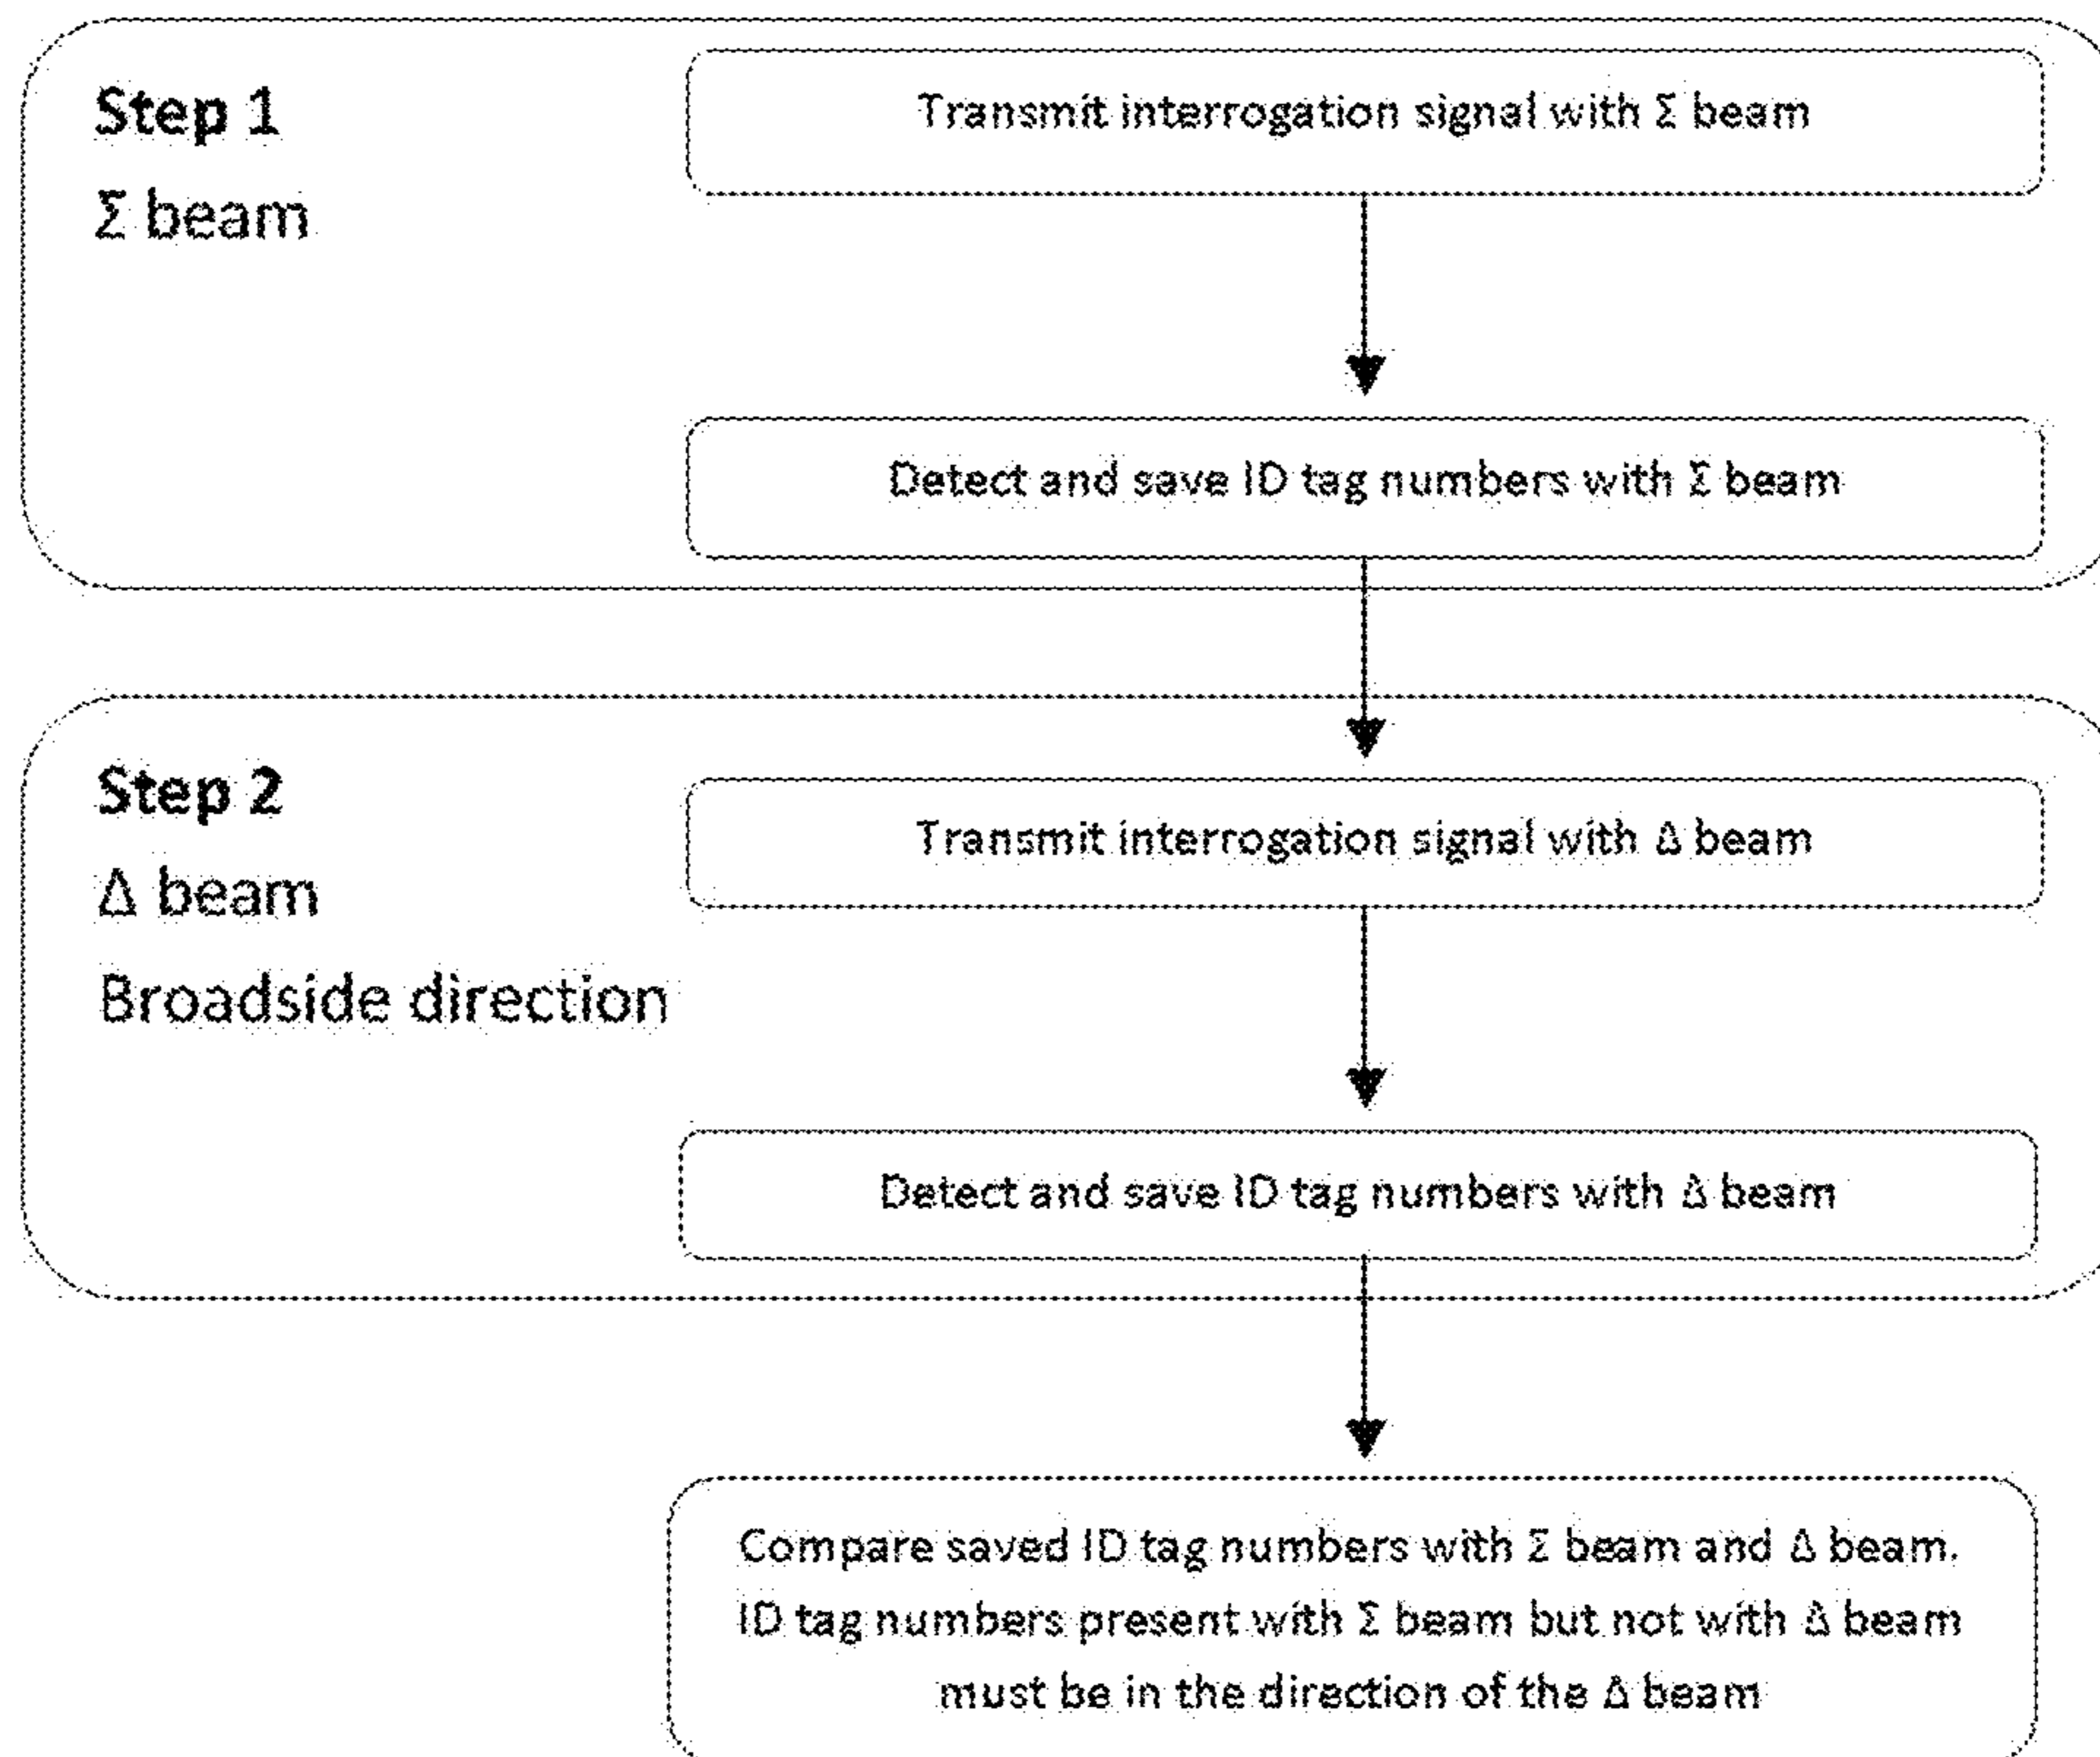 Step 1
Σ beam
Transmit interrogation signal with Σ beam
Detect and save ID tag numbers with Σ beam
Step 2
Δ beam
Broadside direction
Transmit interrogation signal with Δ beam
Detect and save ID tag numbers with Δ beam
Compare saved ID tag numbers with Σ beam and Δ beam.
ID tag numbers present with Σ beam but not with Δ beam
must be in the direction of the Δ beam